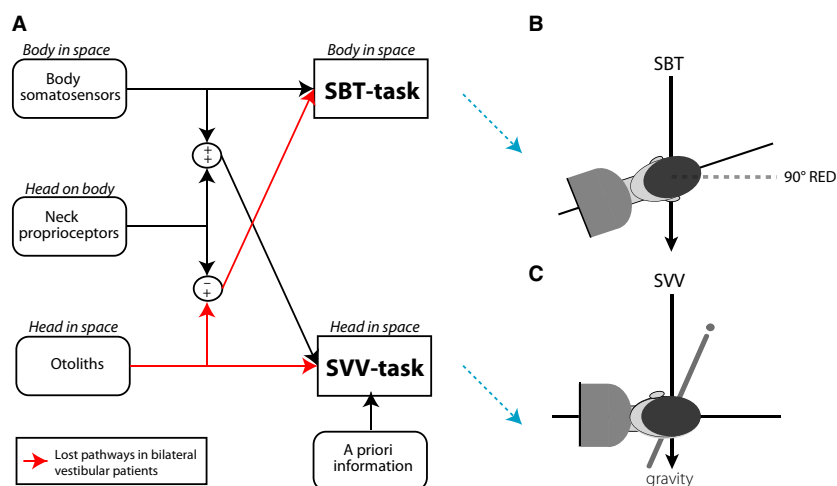 A
Body in space
Body
somatosensors
Body in space
SBT-task
+
+
Head on body
Neck
proprioceptors
−
+
Head in space
Otoliths
Head in space
SVV-task
A priori
information
Lost pathways in bilateral
vestibular patients
B
SBT
90° RED
C
SVV
gravity